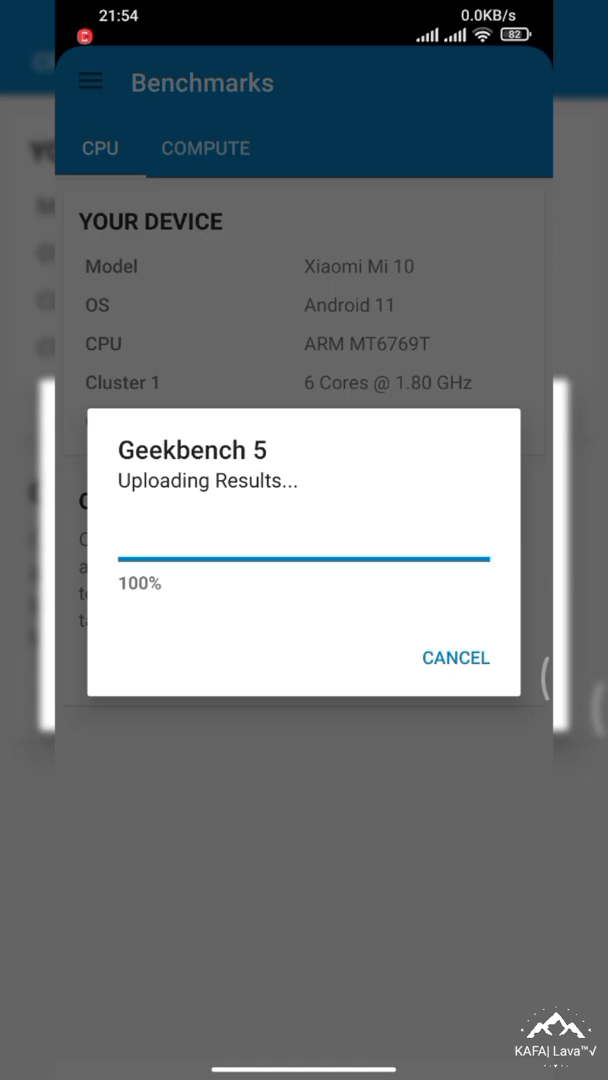 21:54
0.0KB/s
82
Benchmarks
CPU
COMPUTE
YOUR DEVICE
Model
Xiaomi Mi 10
OS
Android 11
CPU
ARM MT6769T
Cluster 1
6 Cores @ 1.80 GHz
Geekbench 5
Uploading Results...
100%
CANCEL
KAFA| Lava™√